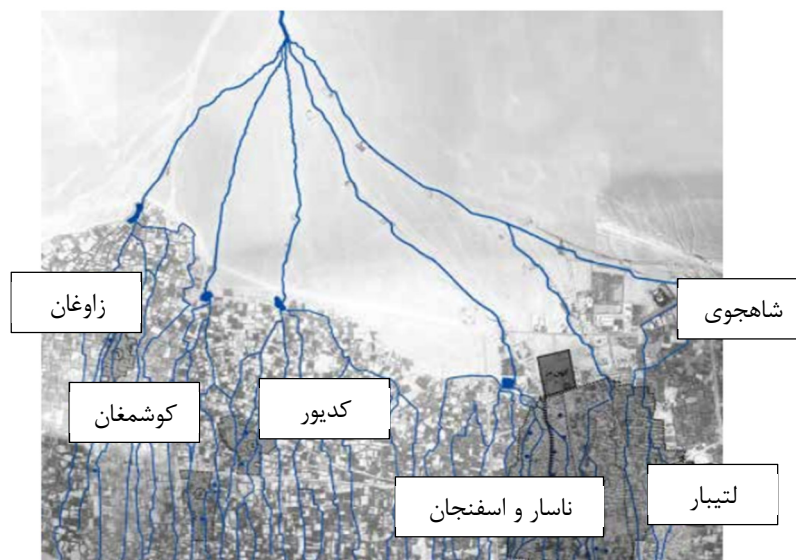 زاوغان
شاهجوی
کوشمغان
کدیور
ناسار و اسفنجان
لتیبار